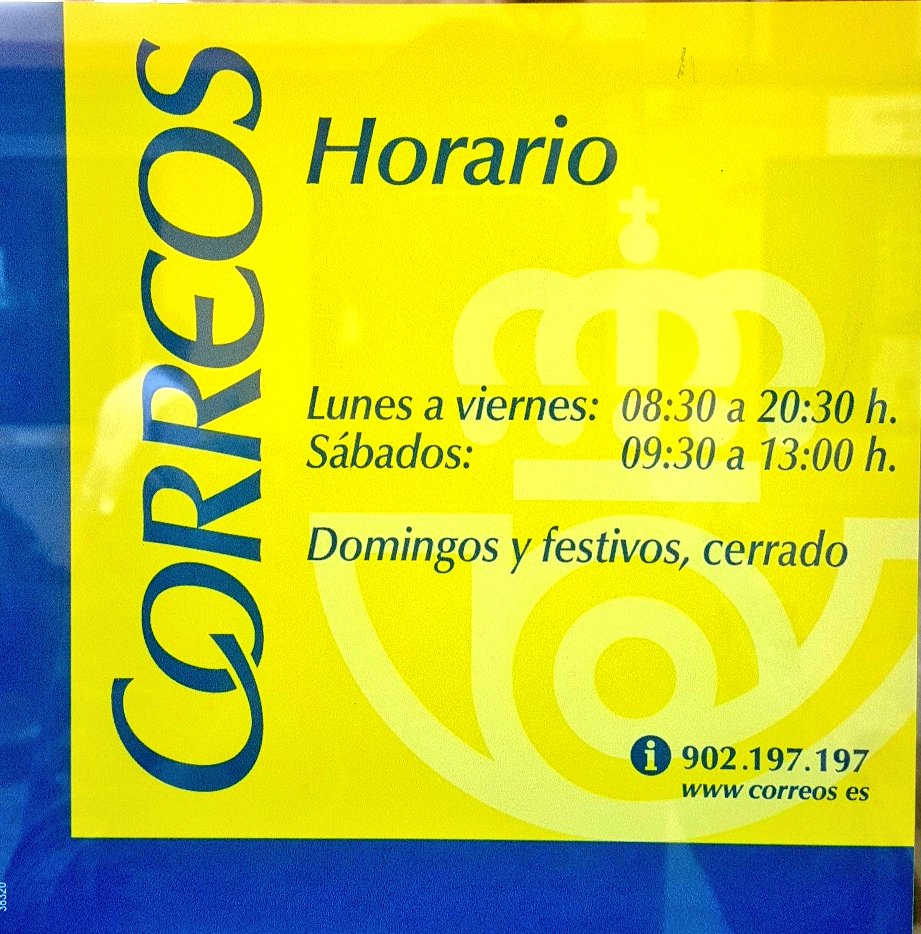 CORREOS
Horario
Lunes a viernes: 08:30 a 20:30 h.
Sábados: 09:30 a 13:00 h.
Domingos y festivos, cerrado
i 902.197.197
www correos es
38320